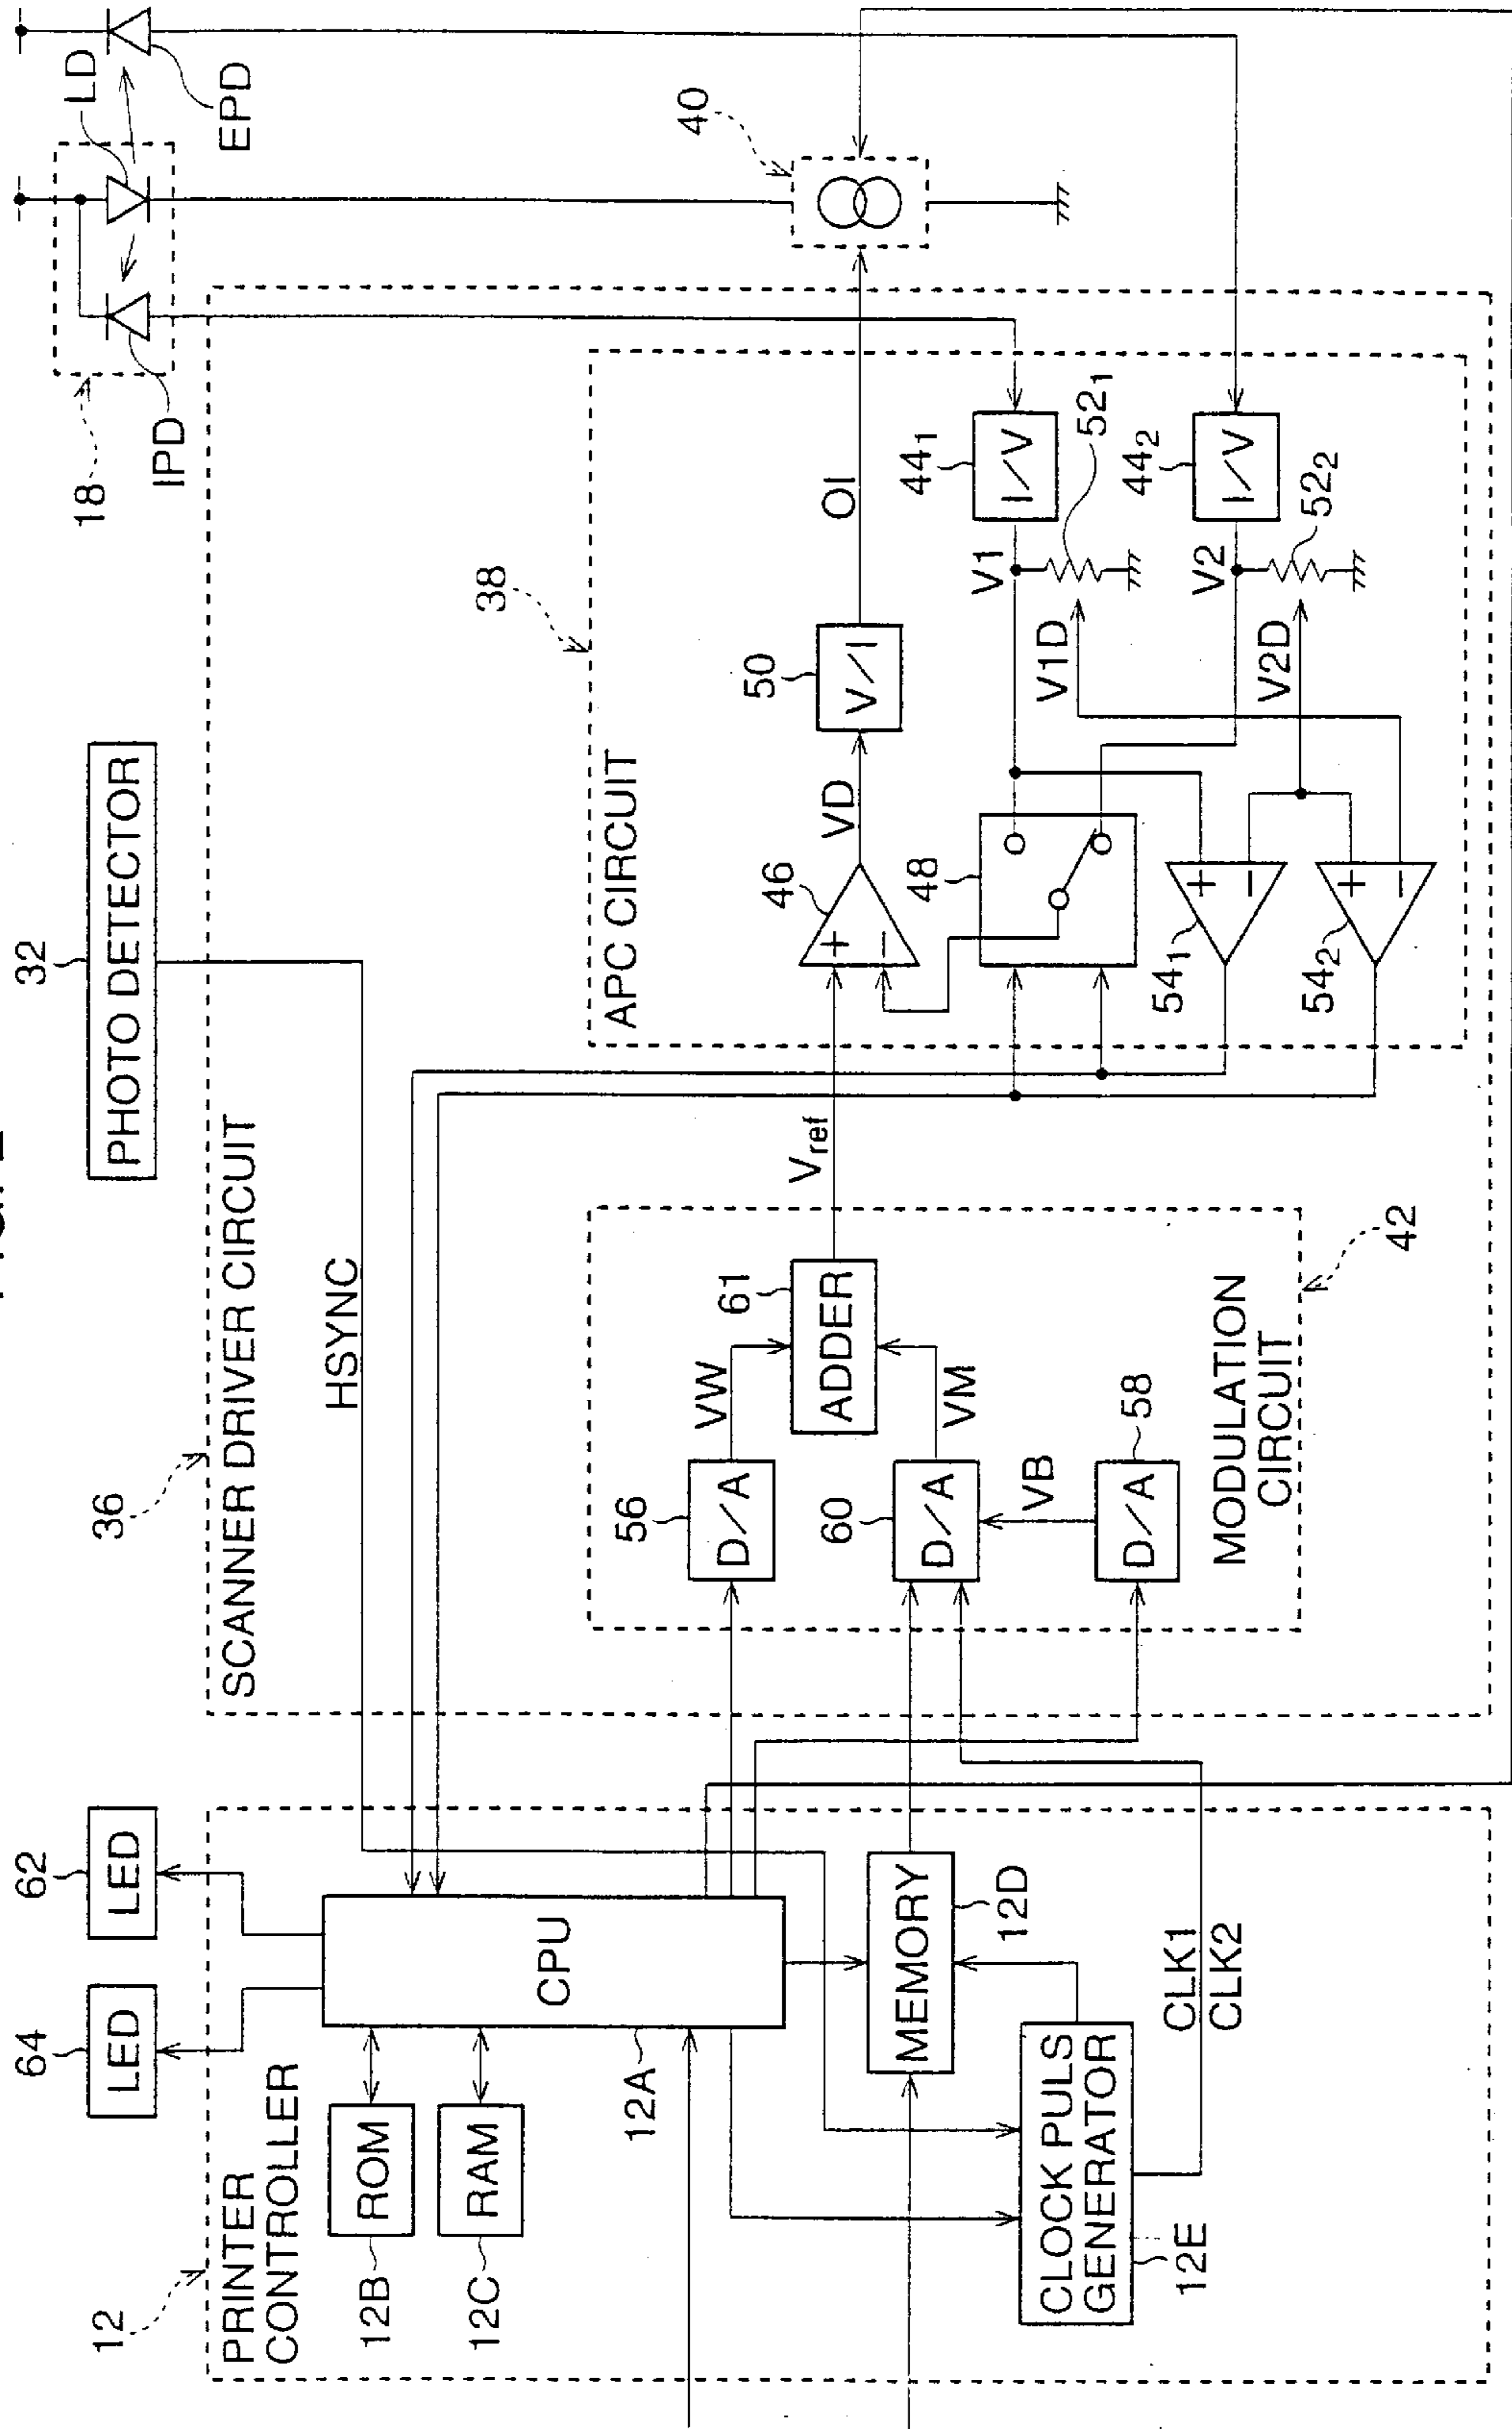 32
PHOTO DETECTOR
62
LED
64
LED
12
PRINTER
CONTROLLER
12B
ROM
12C
RAM
12A
CPU
MEMORY
12D
CLOCK PULS
GENERATOR
12E
CLK1
CLK2
36
SCANNER DRIVER CIRCUIT
HSYNC
56
D/A
VW
60
D/A
VM
61
ADDER
VB
58
D/A
MODULATION
CIRCUIT
42
Vref
38
APC CIRCUIT
46
+
−
VD
50
V/I
OI
48
V1
44₁
I/V
52₁
V1D
V2
44₂
I/V
52₂
V2D
54₁
+
−
54₂
+
−
18
IPD
LD
EPD
40